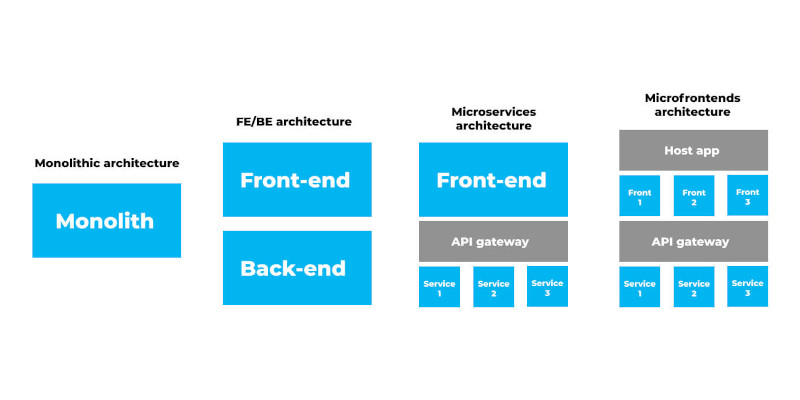 Monolithic architecture
Monolith
FE/BE architecture
Front-end
Back-end
Microservices
architecture
Front-end
API gateway
Service
1
Service
2
Service
3
Microfrontends
architecture
Host app
Front
1
Front
2
Front
3
API gateway
Service
1
Service
2
Service
3